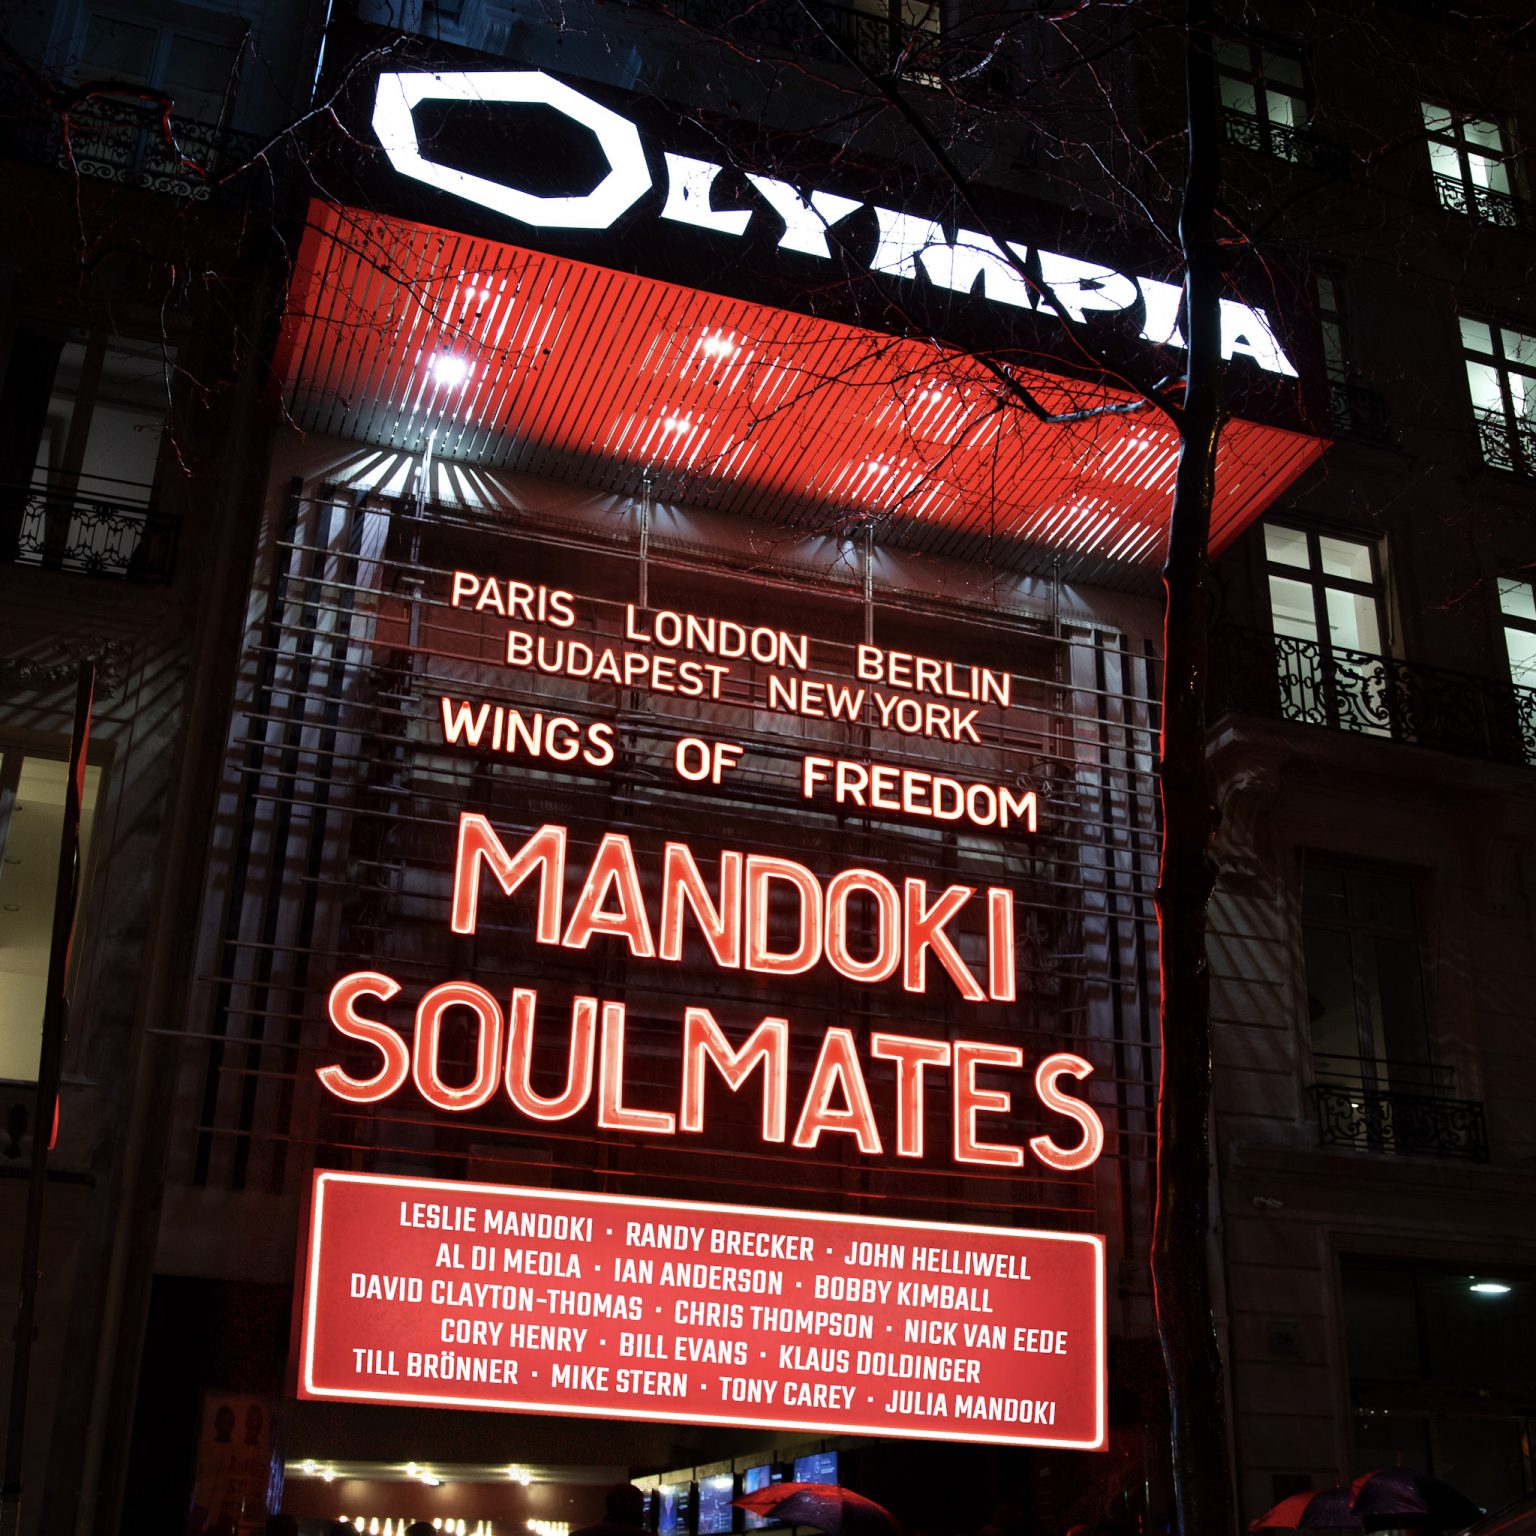 OLYMPIA
PARIS LONDON BERLIN
BUDAPEST NEW YORK
WINGS OF FREEDOM
MANDOKI
SOULMATES
LESLIE MANDOKI · RANDY BRECKER · JOHN HELLIWELL
AL DI MEOLA · IAN ANDERSON · BOBBY KIMBALL
DAVID CLAYTON-THOMAS · CHRIS THOMPSON · NICK VAN EEDE
CORY HENRY · BILL EVANS · KLAUS DOLDINGER
TILL BRÖNNER · MIKE STERN · TONY CAREY · JULIA MANDOKI